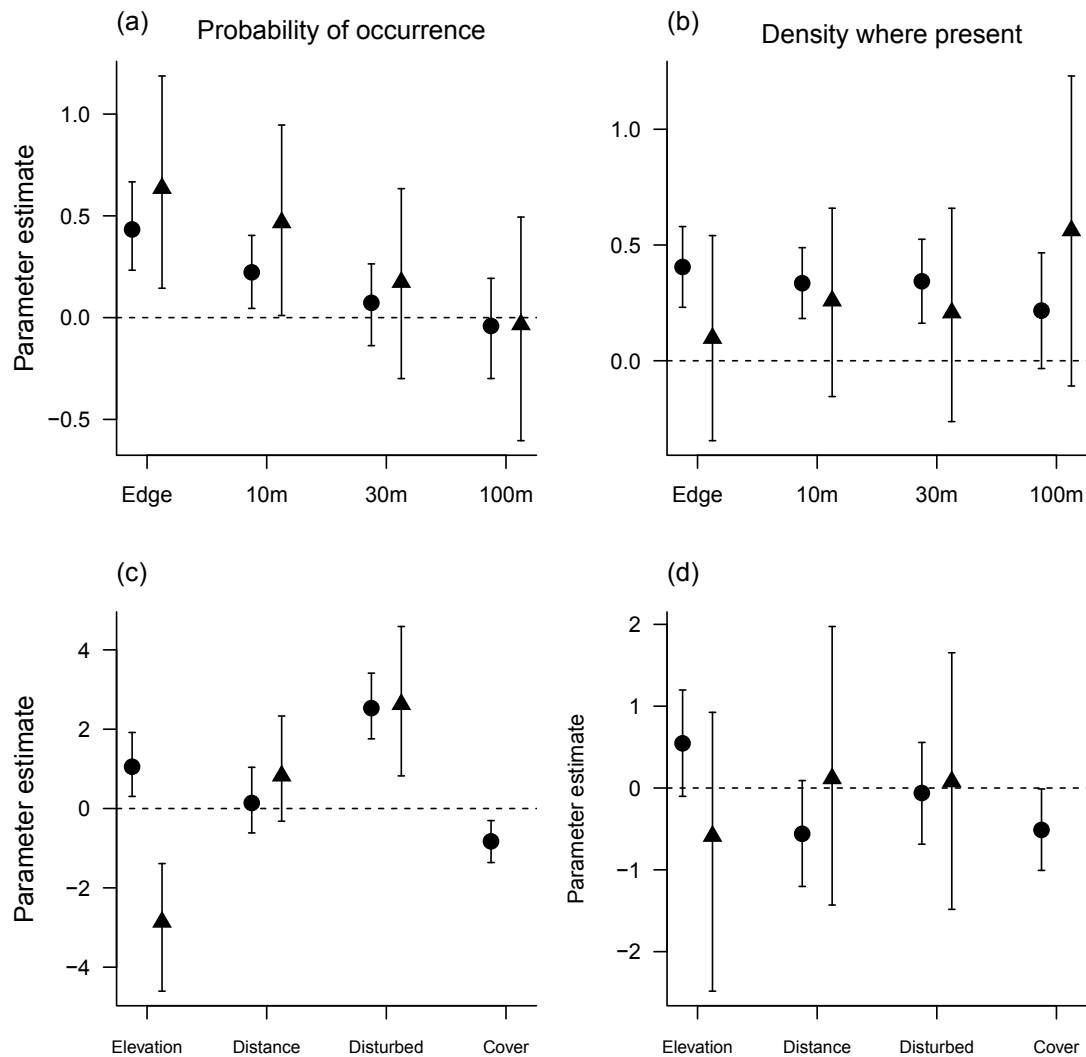 (a) Probability of occurrence
(b) Density where present
Parameter estimate
1.0
0.5
0.0
−0.5
Edge 10m 30m 100m
1.0
0.5
0.0
Edge 10m 30m 100m
(c)
(d)
Parameter estimate
4
2
0
−2
−4
Elevation Distance Disturbed Cover
Parameter estimate
2
1
0
−1
−2
Elevation Distance Disturbed Cover